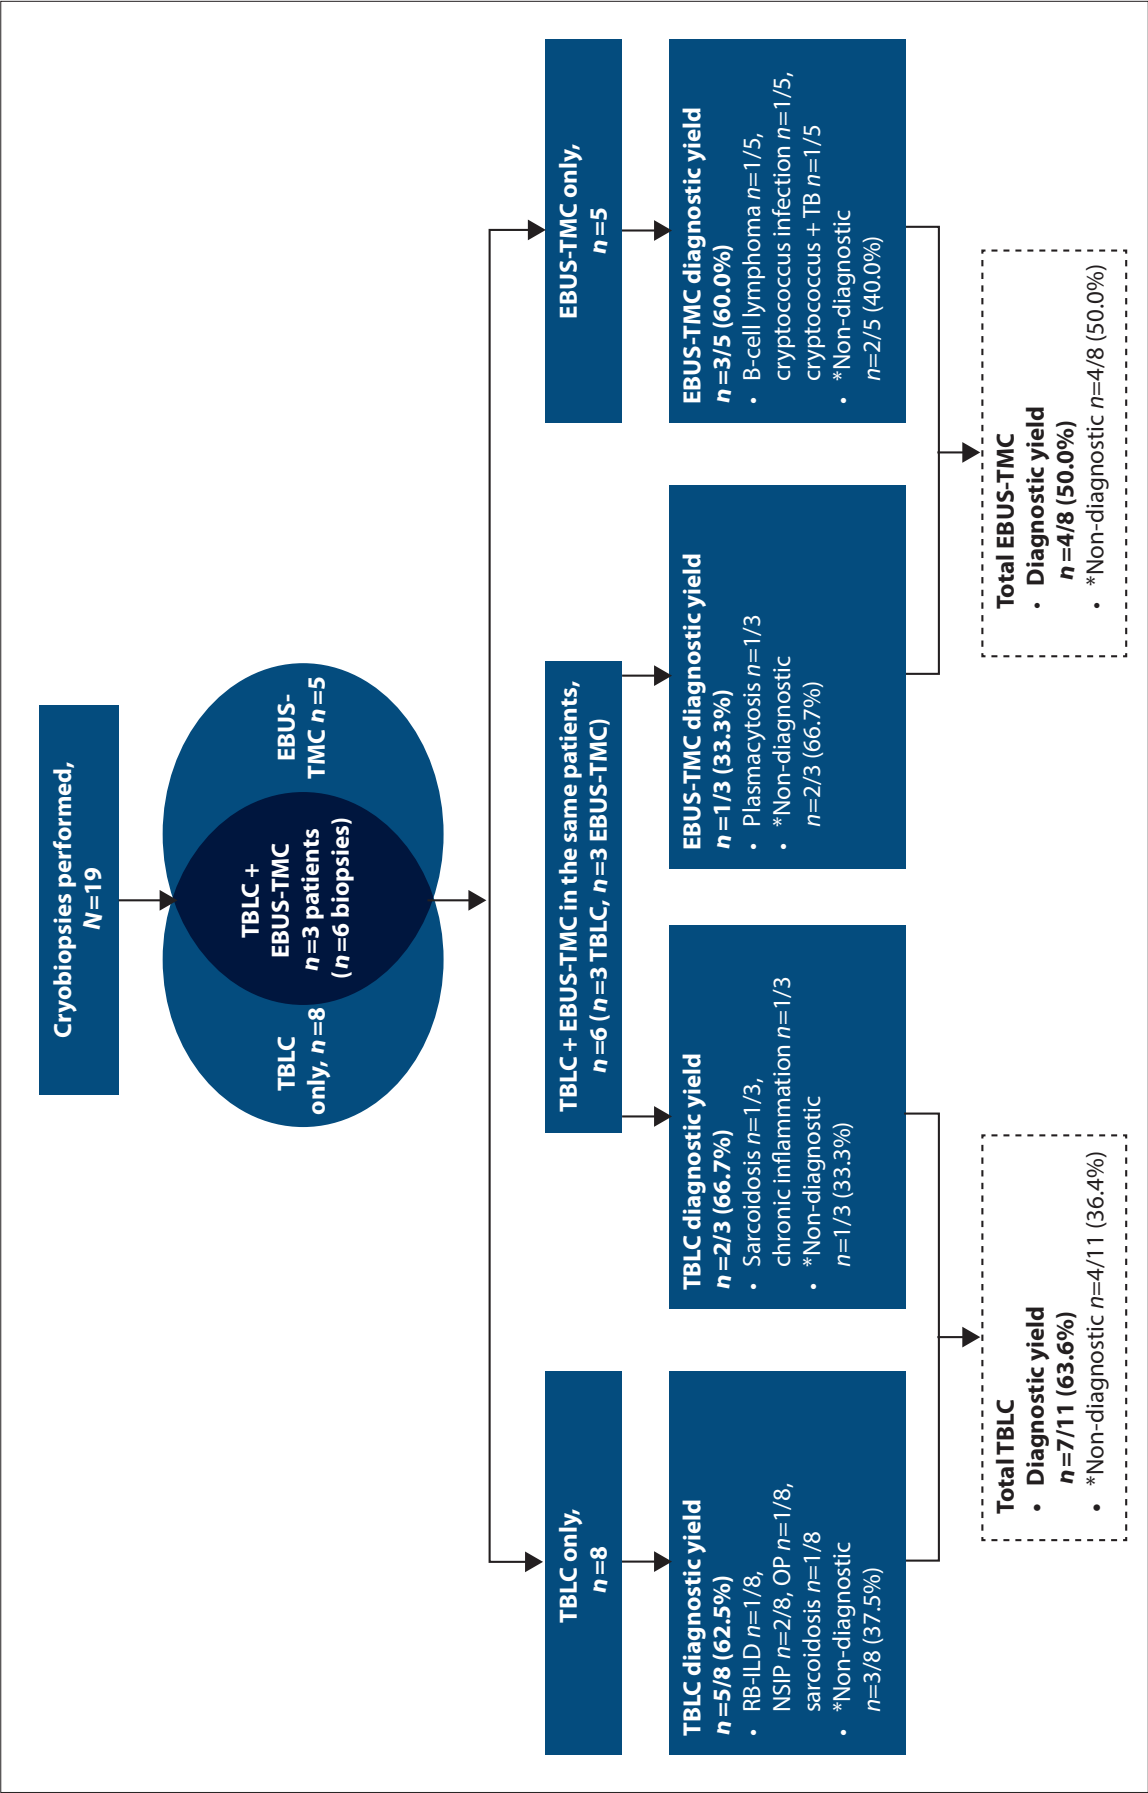 Cryobiopsies performed,
N=19
TBLC
only, n=8
TBLC +
EBUS-TMC
n=3 patients
(n=6 biopsies)
EBUS-
TMC n=5
TBLC only,
n=8
TBLC + EBUS-TMC in the same patients,
n=6 (n=3 TBLC, n=3 EBUS-TMC)
EBUS-TMC only,
n=5
TBLC diagnostic yield
n=5/8 (62.5%)
• RB-ILD n=1/8,
NSIP n=2/8, OP n=1/8,
sarcoidosis n=1/8
• *Non-diagnostic
n=3/8 (37.5%)
TBLC diagnostic yield
n=2/3 (66.7%)
• Sarcoidosis n=1/3,
chronic inflammation n=1/3
• *Non-diagnostic
n=1/3 (33.3%)
EBUS-TMC diagnostic yield
n=1/3 (33.3%)
• Plasmacytosis n=1/3
• *Non-diagnostic
n=2/3 (66.7%)
EBUS-TMC diagnostic yield
n=3/5 (60.0%)
• B-cell lymphoma n=1/5,
cryptococcus infection n=1/5,
cryptococcus + TB n=1/5
• *Non-diagnostic
n=2/5 (40.0%)
Total TBLC
• Diagnostic yield
n=7/11 (63.6%)
• *Non-diagnostic n=4/11 (36.4%)
Total EBUS-TMC
• Diagnostic yield
n=4/8 (50.0%)
• *Non-diagnostic n=4/8 (50.0%)